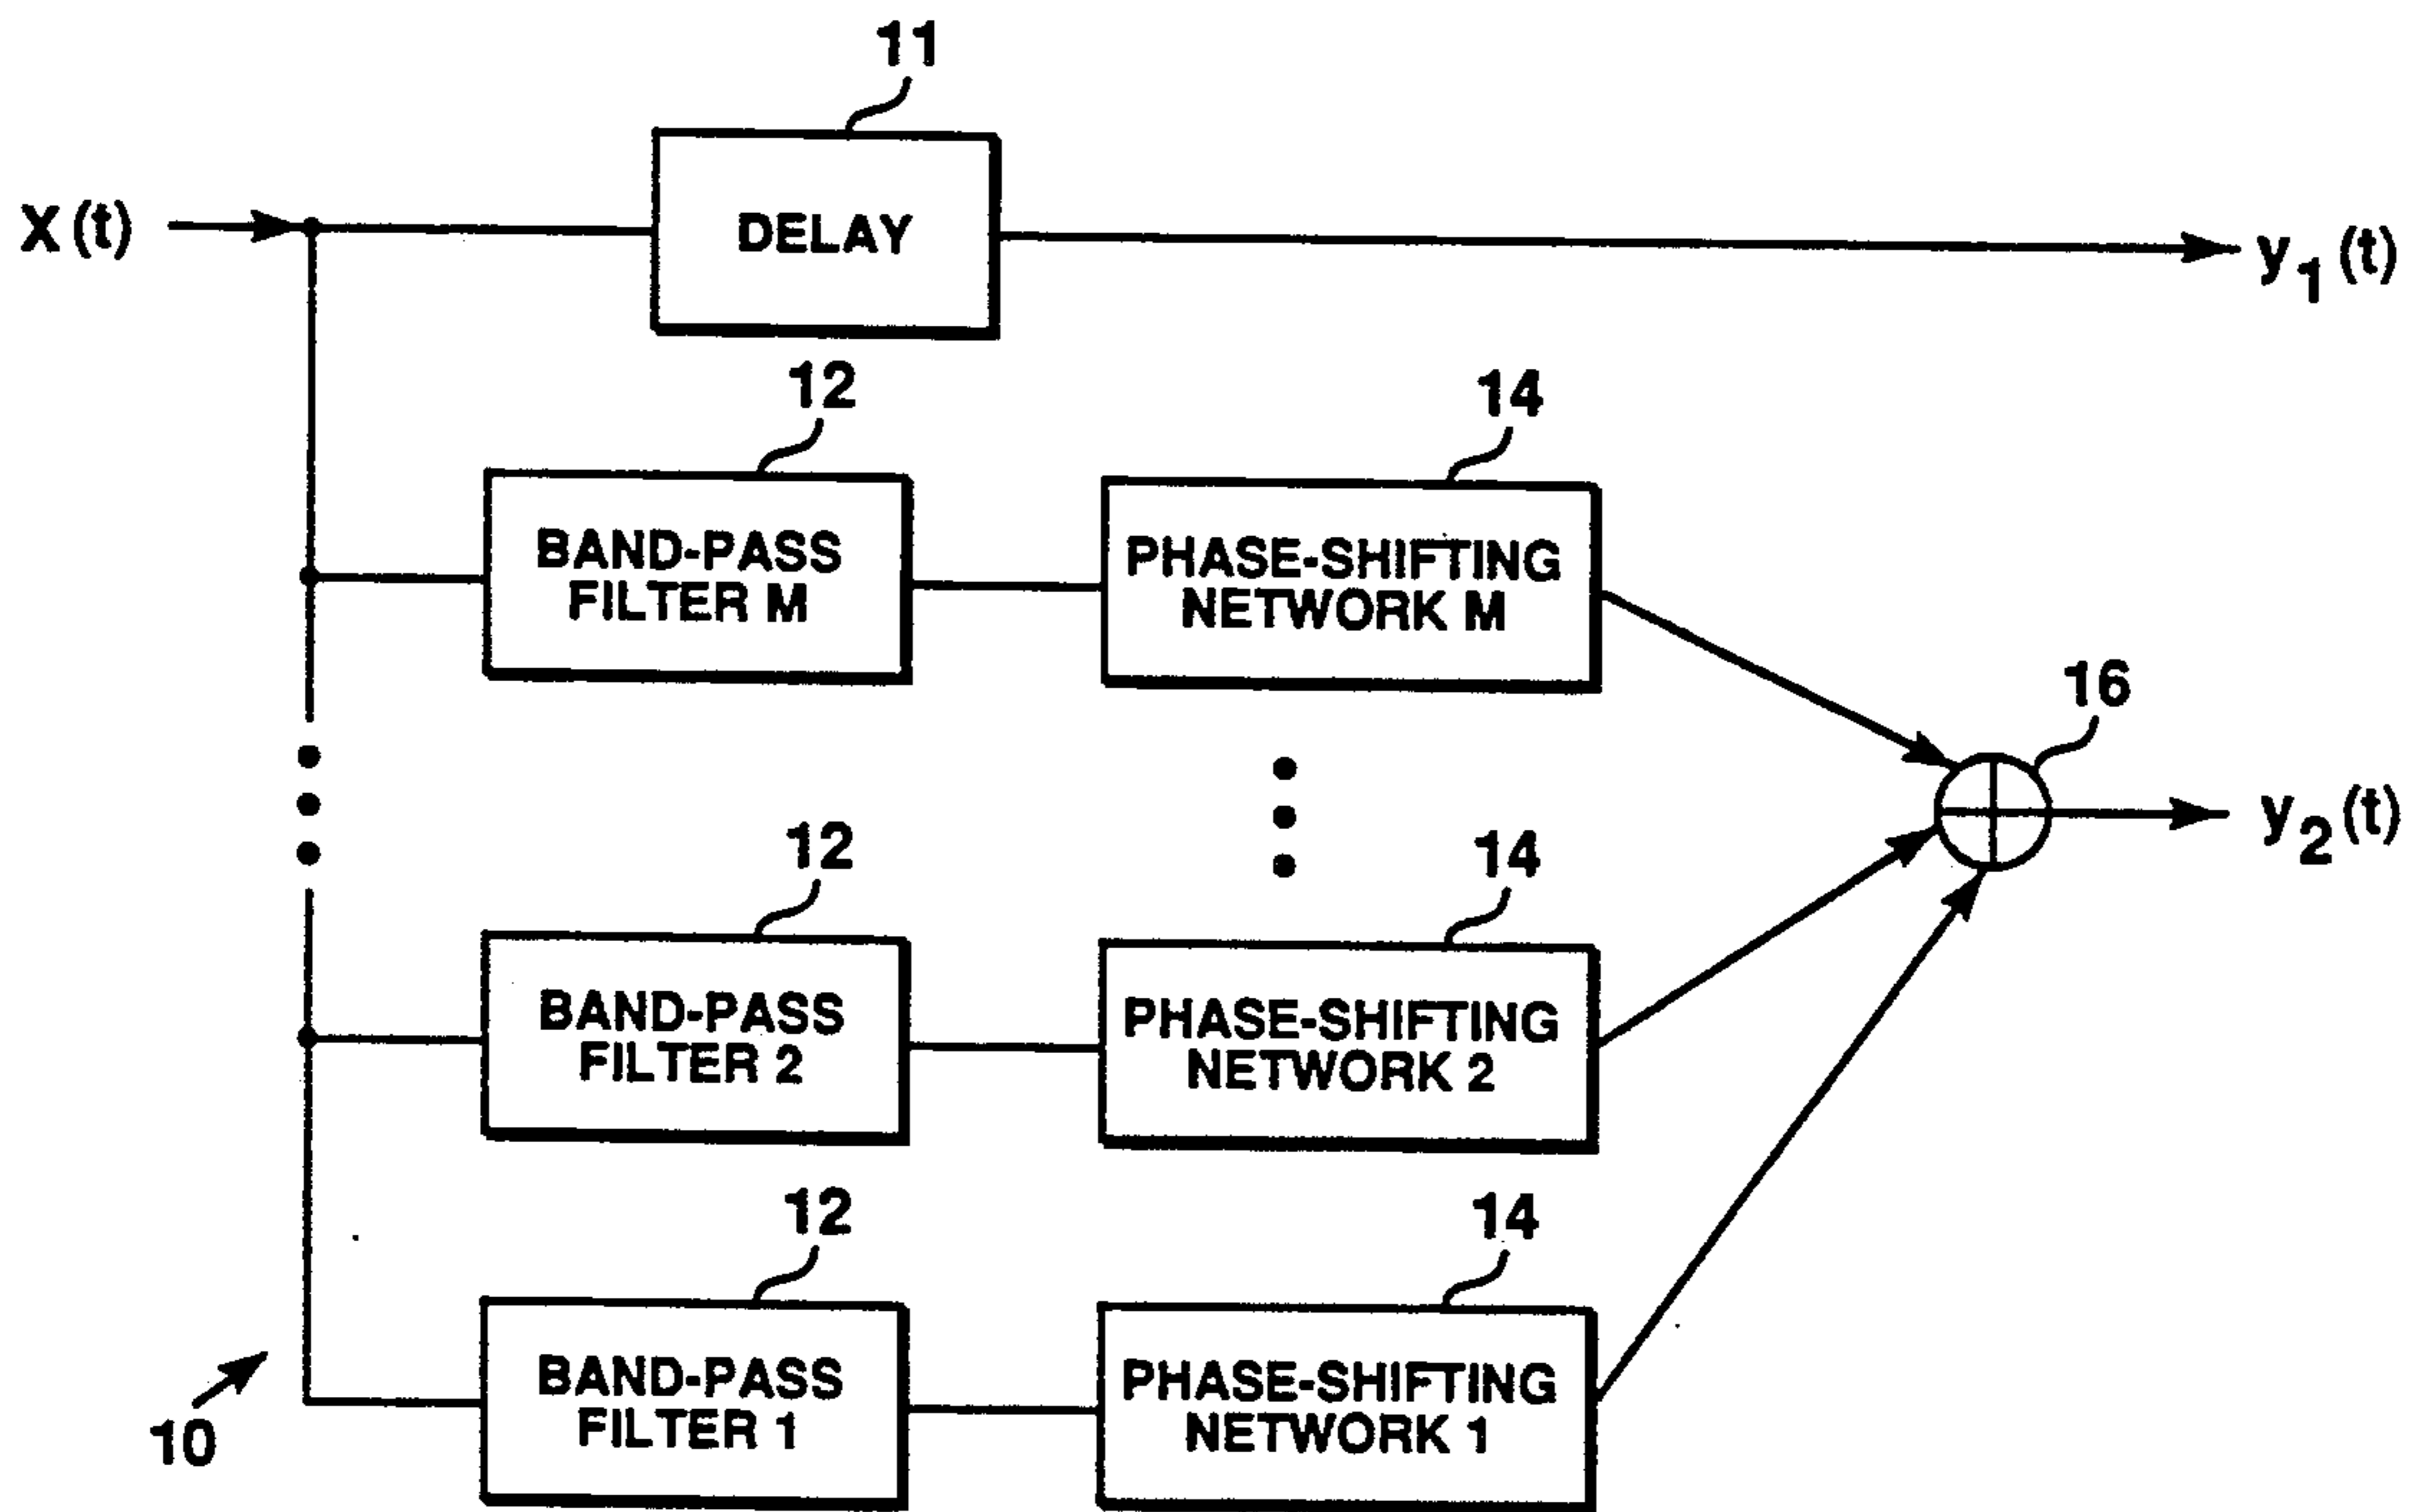 11
X(t)
DELAY
y1(t)
12
14
BAND-PASS
FILTER M
PHASE-SHIFTING
NETWORK M
16
y2(t)
12
14
BAND-PASS
FILTER 2
PHASE-SHIFTING
NETWORK 2
12
14
BAND-PASS
FILTER 1
PHASE-SHIFTING
NETWORK 1
10